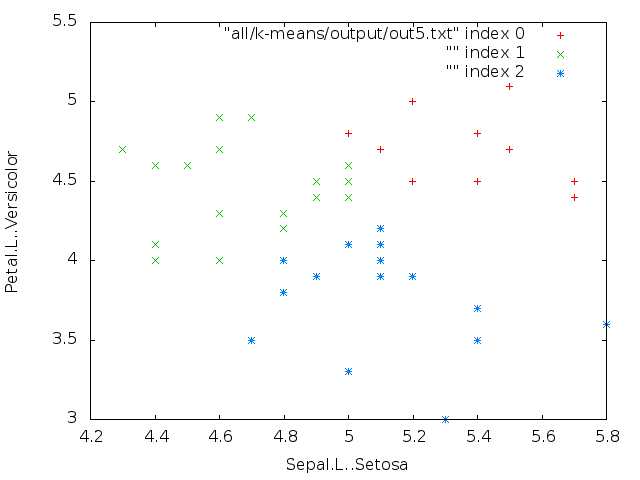 "all/k-means/output/out5.txt" index 0
"" index 1
"" index 2
5.5
5
4.5
4
3.5
3
Petal.L..Versicolor
4.2 4.4 4.6 4.8 5 5.2 5.4 5.6 5.8
Sepal.L..Setosa